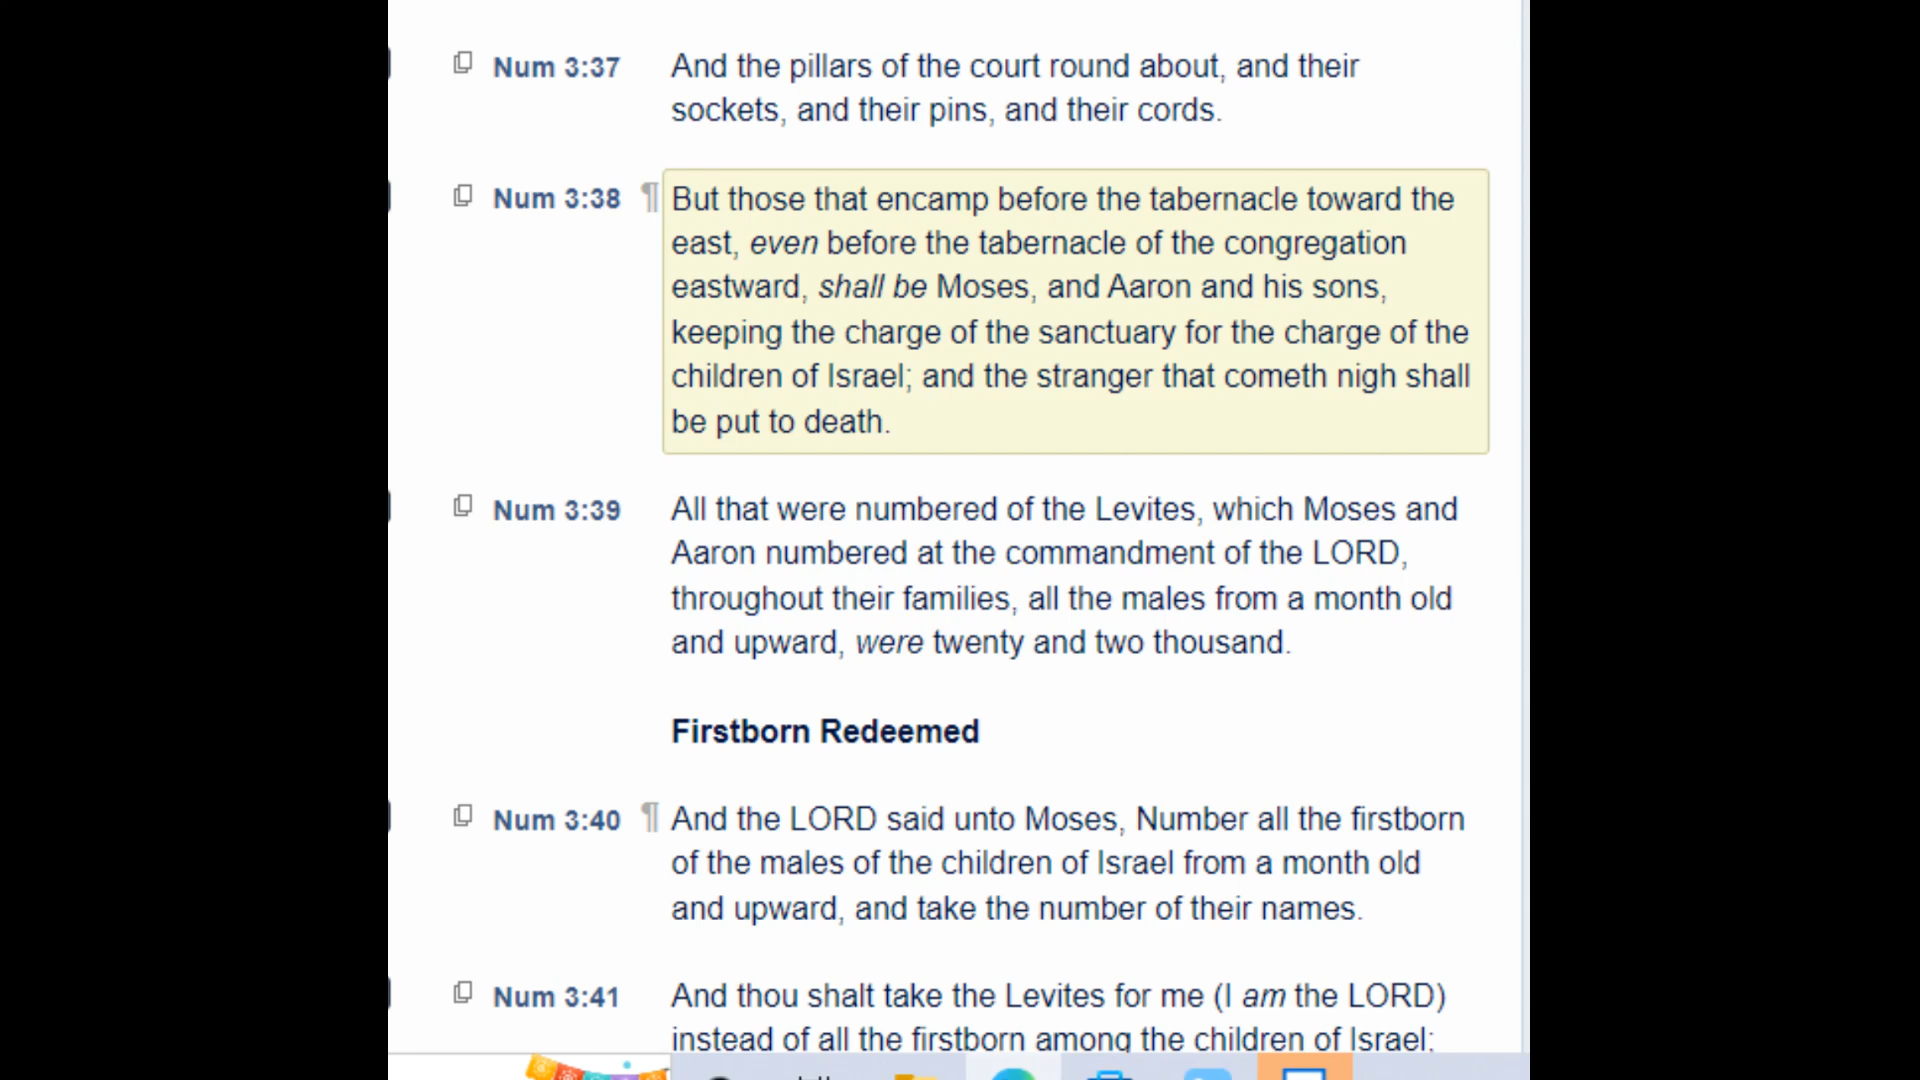 Num 3:37 And the pillars of the court round about, and their
sockets, and their pins, and their cords.
Num 3:38 ¶ But those that encamp before the tabernacle toward the
east, even before the tabernacle of the congregation
eastward, shall be Moses, and Aaron and his sons,
keeping the charge of the sanctuary for the charge of the
children of Israel; and the stranger that cometh nigh shall
be put to death.
Num 3:39 All that were numbered of the Levites, which Moses and
Aaron numbered at the commandment of the LORD,
throughout their families, all the males from a month old
and upward, were twenty and two thousand.
Firstborn Redeemed
Num 3:40 ¶ And the LORD said unto Moses, Number all the firstborn
of the males of the children of Israel from a month old
and upward, and take the number of their names.
Num 3:41 And thou shalt take the Levites for me (I am the LORD)
instead of all the firstborn among the children of Israel;